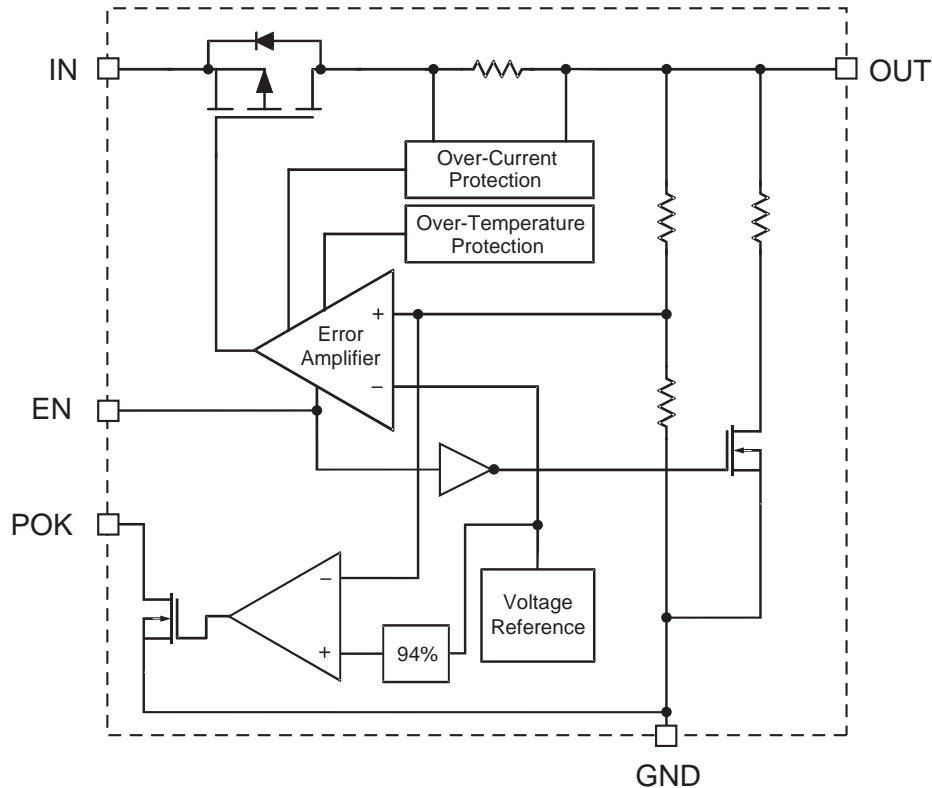 IN
OUT
Over-Current
Protection
Over-Temperature
Protection
+
Error
Amplifier
–
EN
POK
–
Voltage
Reference
+
94%
GND